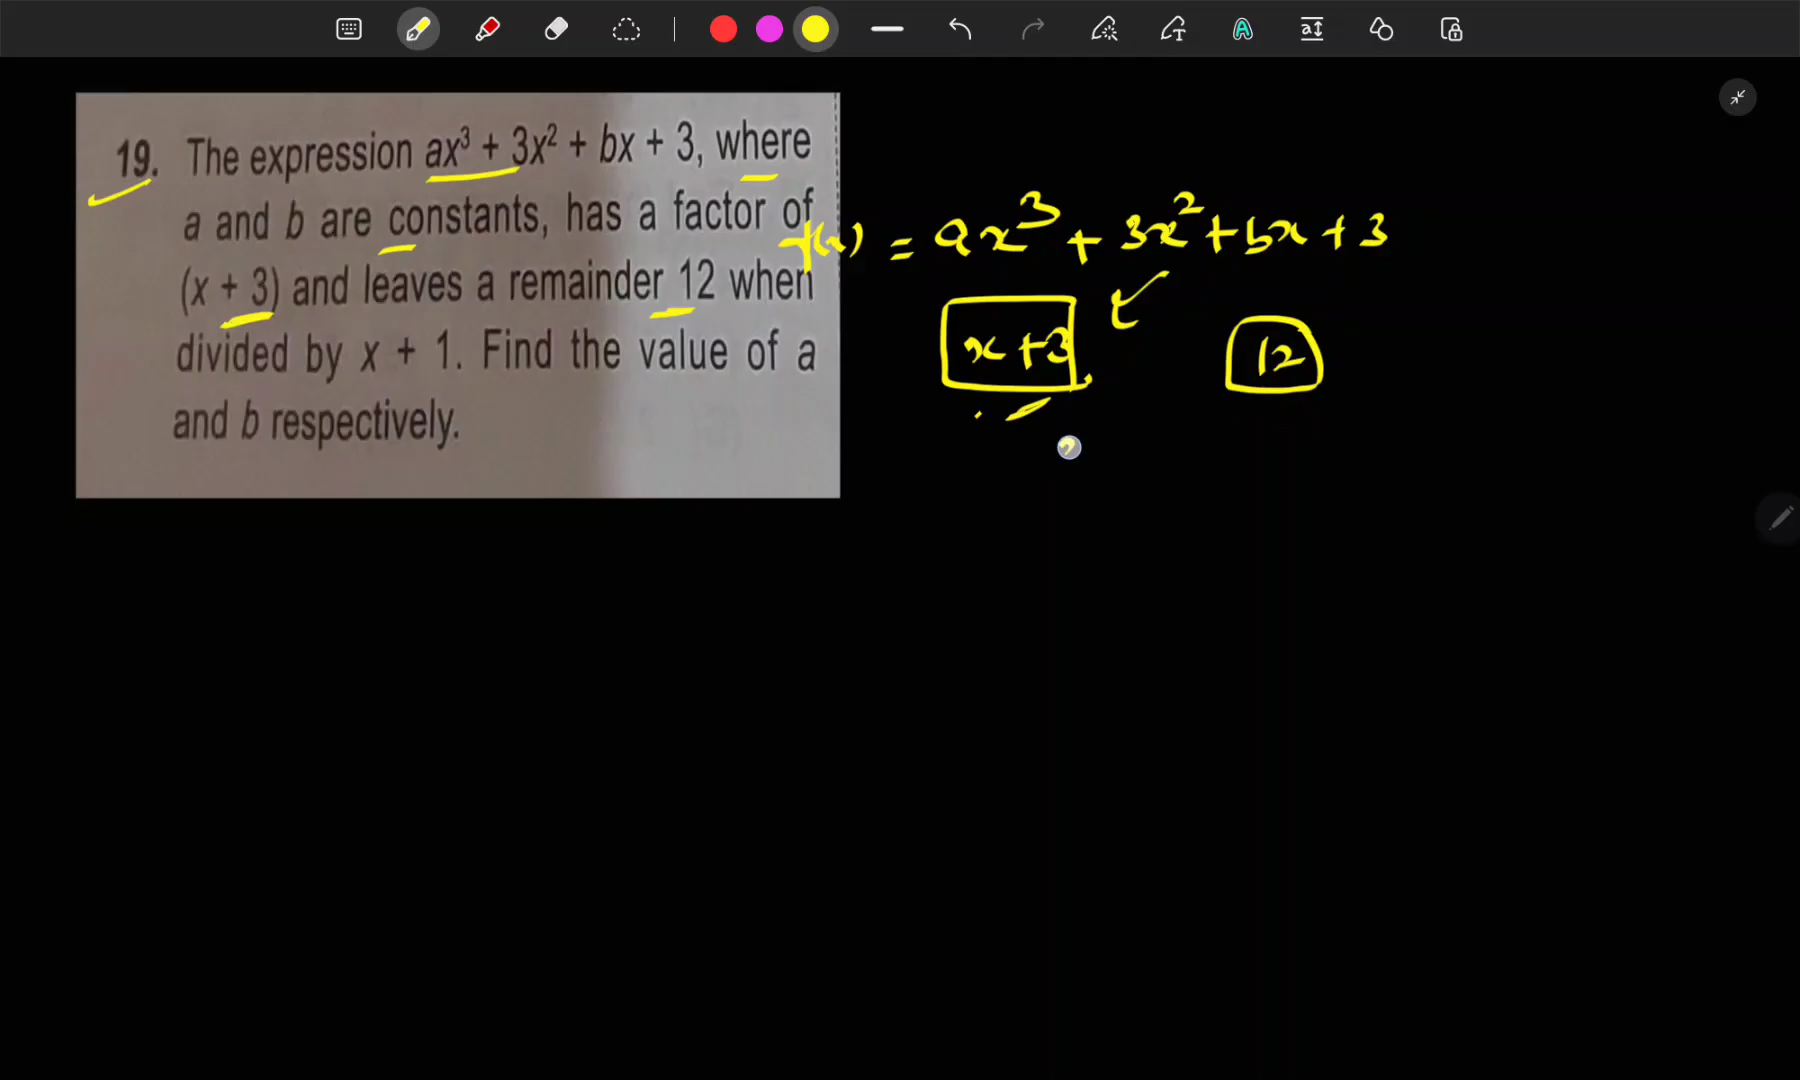 19. The expression ax³ + 3x² + bx + 3, where
a and b are constants, has a factor of
(x + 3) and leaves a remainder 12 when
divided by x + 1. Find the value of a
and b respectively.
f(x) = ax³ + 3x² + bx + 3
x + 3
12